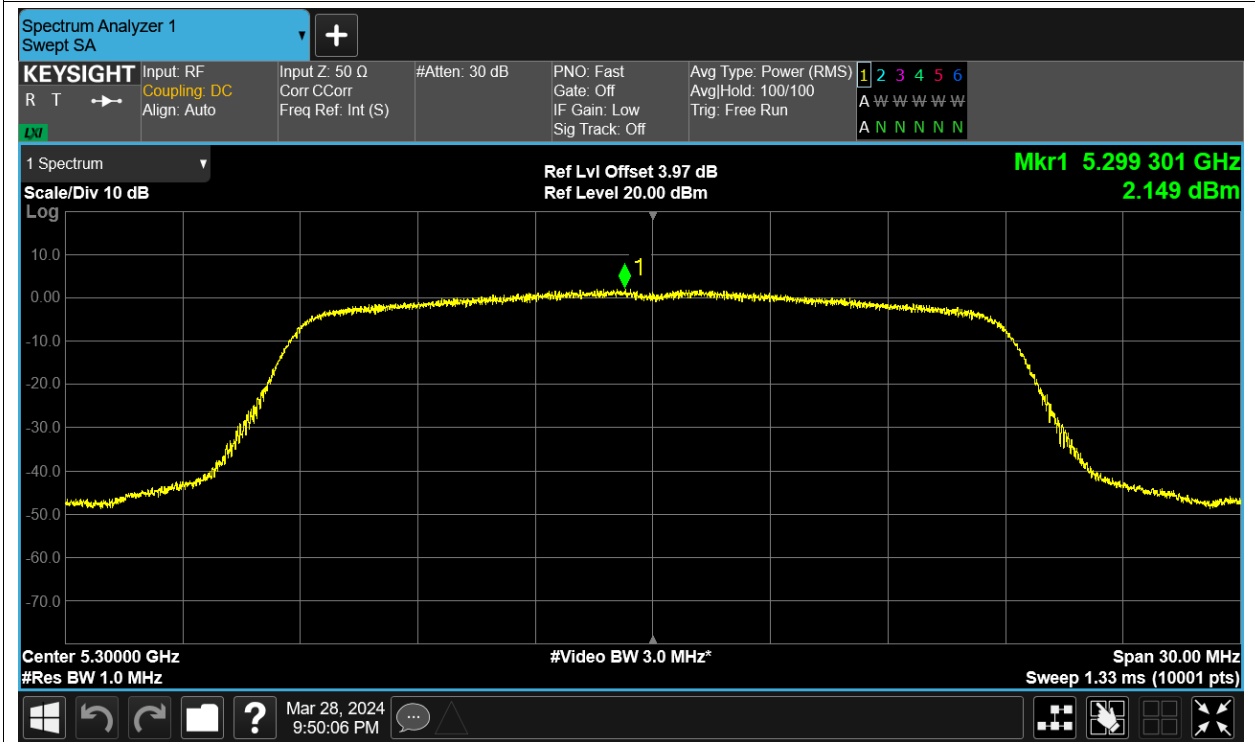 Spectrum Analyzer 1
Swept SA
+
KEYSIGHT
R T
LXI
Input: RF
Coupling: DC
Align: Auto
Input Z: 50 Ω
Corr CCorr
Freq Ref: Int (S)
#Atten: 30 dB
PNO: Fast
Gate: Off
IF Gain: Low
Sig Track: Off
Avg Type: Power (RMS)
Avg|Hold: 100/100
Trig: Free Run
1 2 3 4 5 6
A W W W W W
A N N N N N
1 Spectrum
Scale/Div 10 dB
Log
Ref Lvl Offset 3.97 dB
Ref Level 20.00 dBm
Mkr1 5.299 301 GHz
2.149 dBm
1
10.0
0.00
-10.0
-20.0
-30.0
-40.0
-50.0
-60.0
-70.0
Center 5.30000 GHz
#Res BW 1.0 MHz
#Video BW 3.0 MHz*
Span 30.00 MHz
Sweep 1.33 ms (10001 pts)
?
Mar 28, 2024
9:50:06 PM